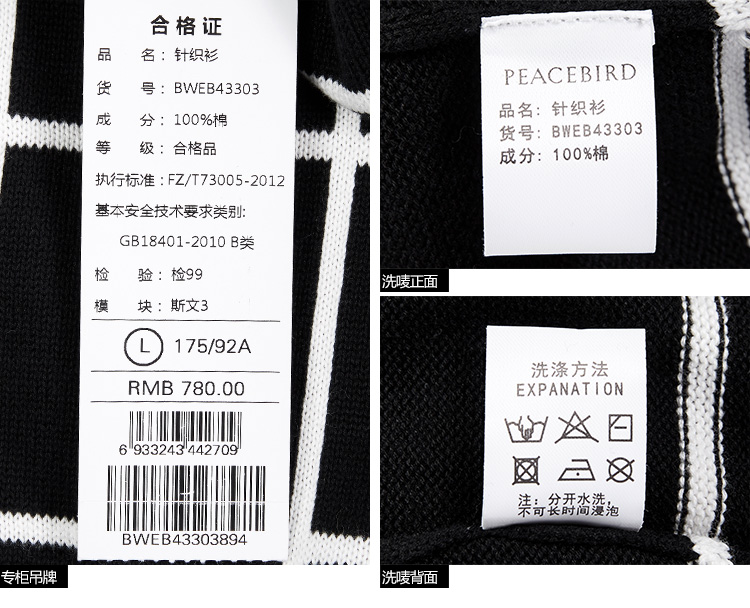 合格证
品 名：针织衫
货 号：BWEB43303
成 分：100%棉
等 级：合格品
执行标准：FZ/T73005-2012
基本安全技术要求类别:
GB18401-2010 B类
检 验：检99
模 块：斯文3
L 175/92A
RMB 780.00
6 933243 442709
BWEB43303894
专柜吊牌
PEACEBIRD
品名：针织衫
货号：BWEB43303
成分：100%棉
洗唛正面
洗涤方法
EXPANATION
注：分开水洗，
不可长时间浸泡
洗唛背面